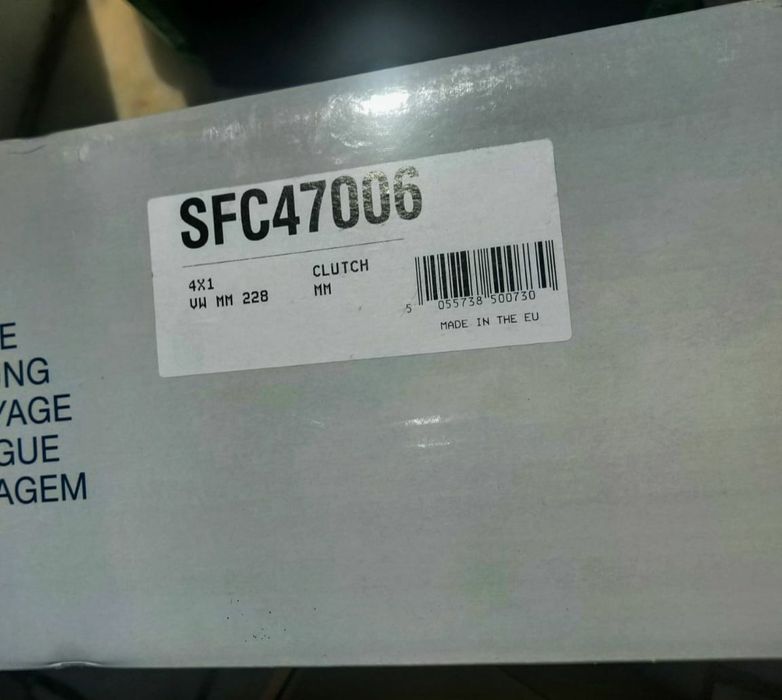 SFC47006
4X1
VW MM 228
CLUTCH
MM
5 055738 500730
MADE IN THE EU
E
NG
YAGE
GUE
AGEM